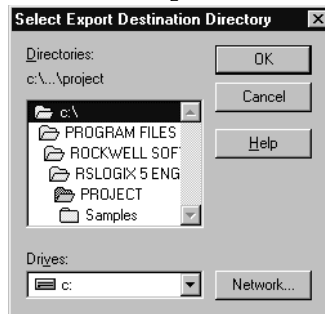 Select Export Destination Directory
Directories:
c:\...\project
OK
Cancel
Help
c:\
PROGRAM FILES
ROCKWELL SOF
RSLOGIX 5 ENG
PROJECT
Samples
Drives:
c:
Network...